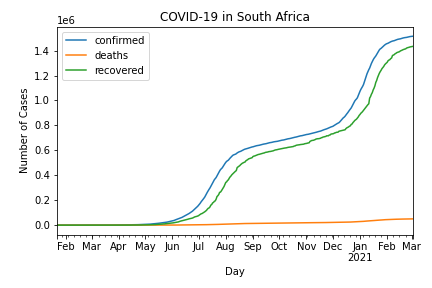 COVID-19 in South Africa
1e6
confirmed
deaths
recovered
1.4
1.2
1.0
0.8
0.6
0.4
0.2
0.0
Number of Cases
Feb Mar Apr May Jun Jul Aug Sep Oct Nov Dec Jan Feb Mar
2021
Day